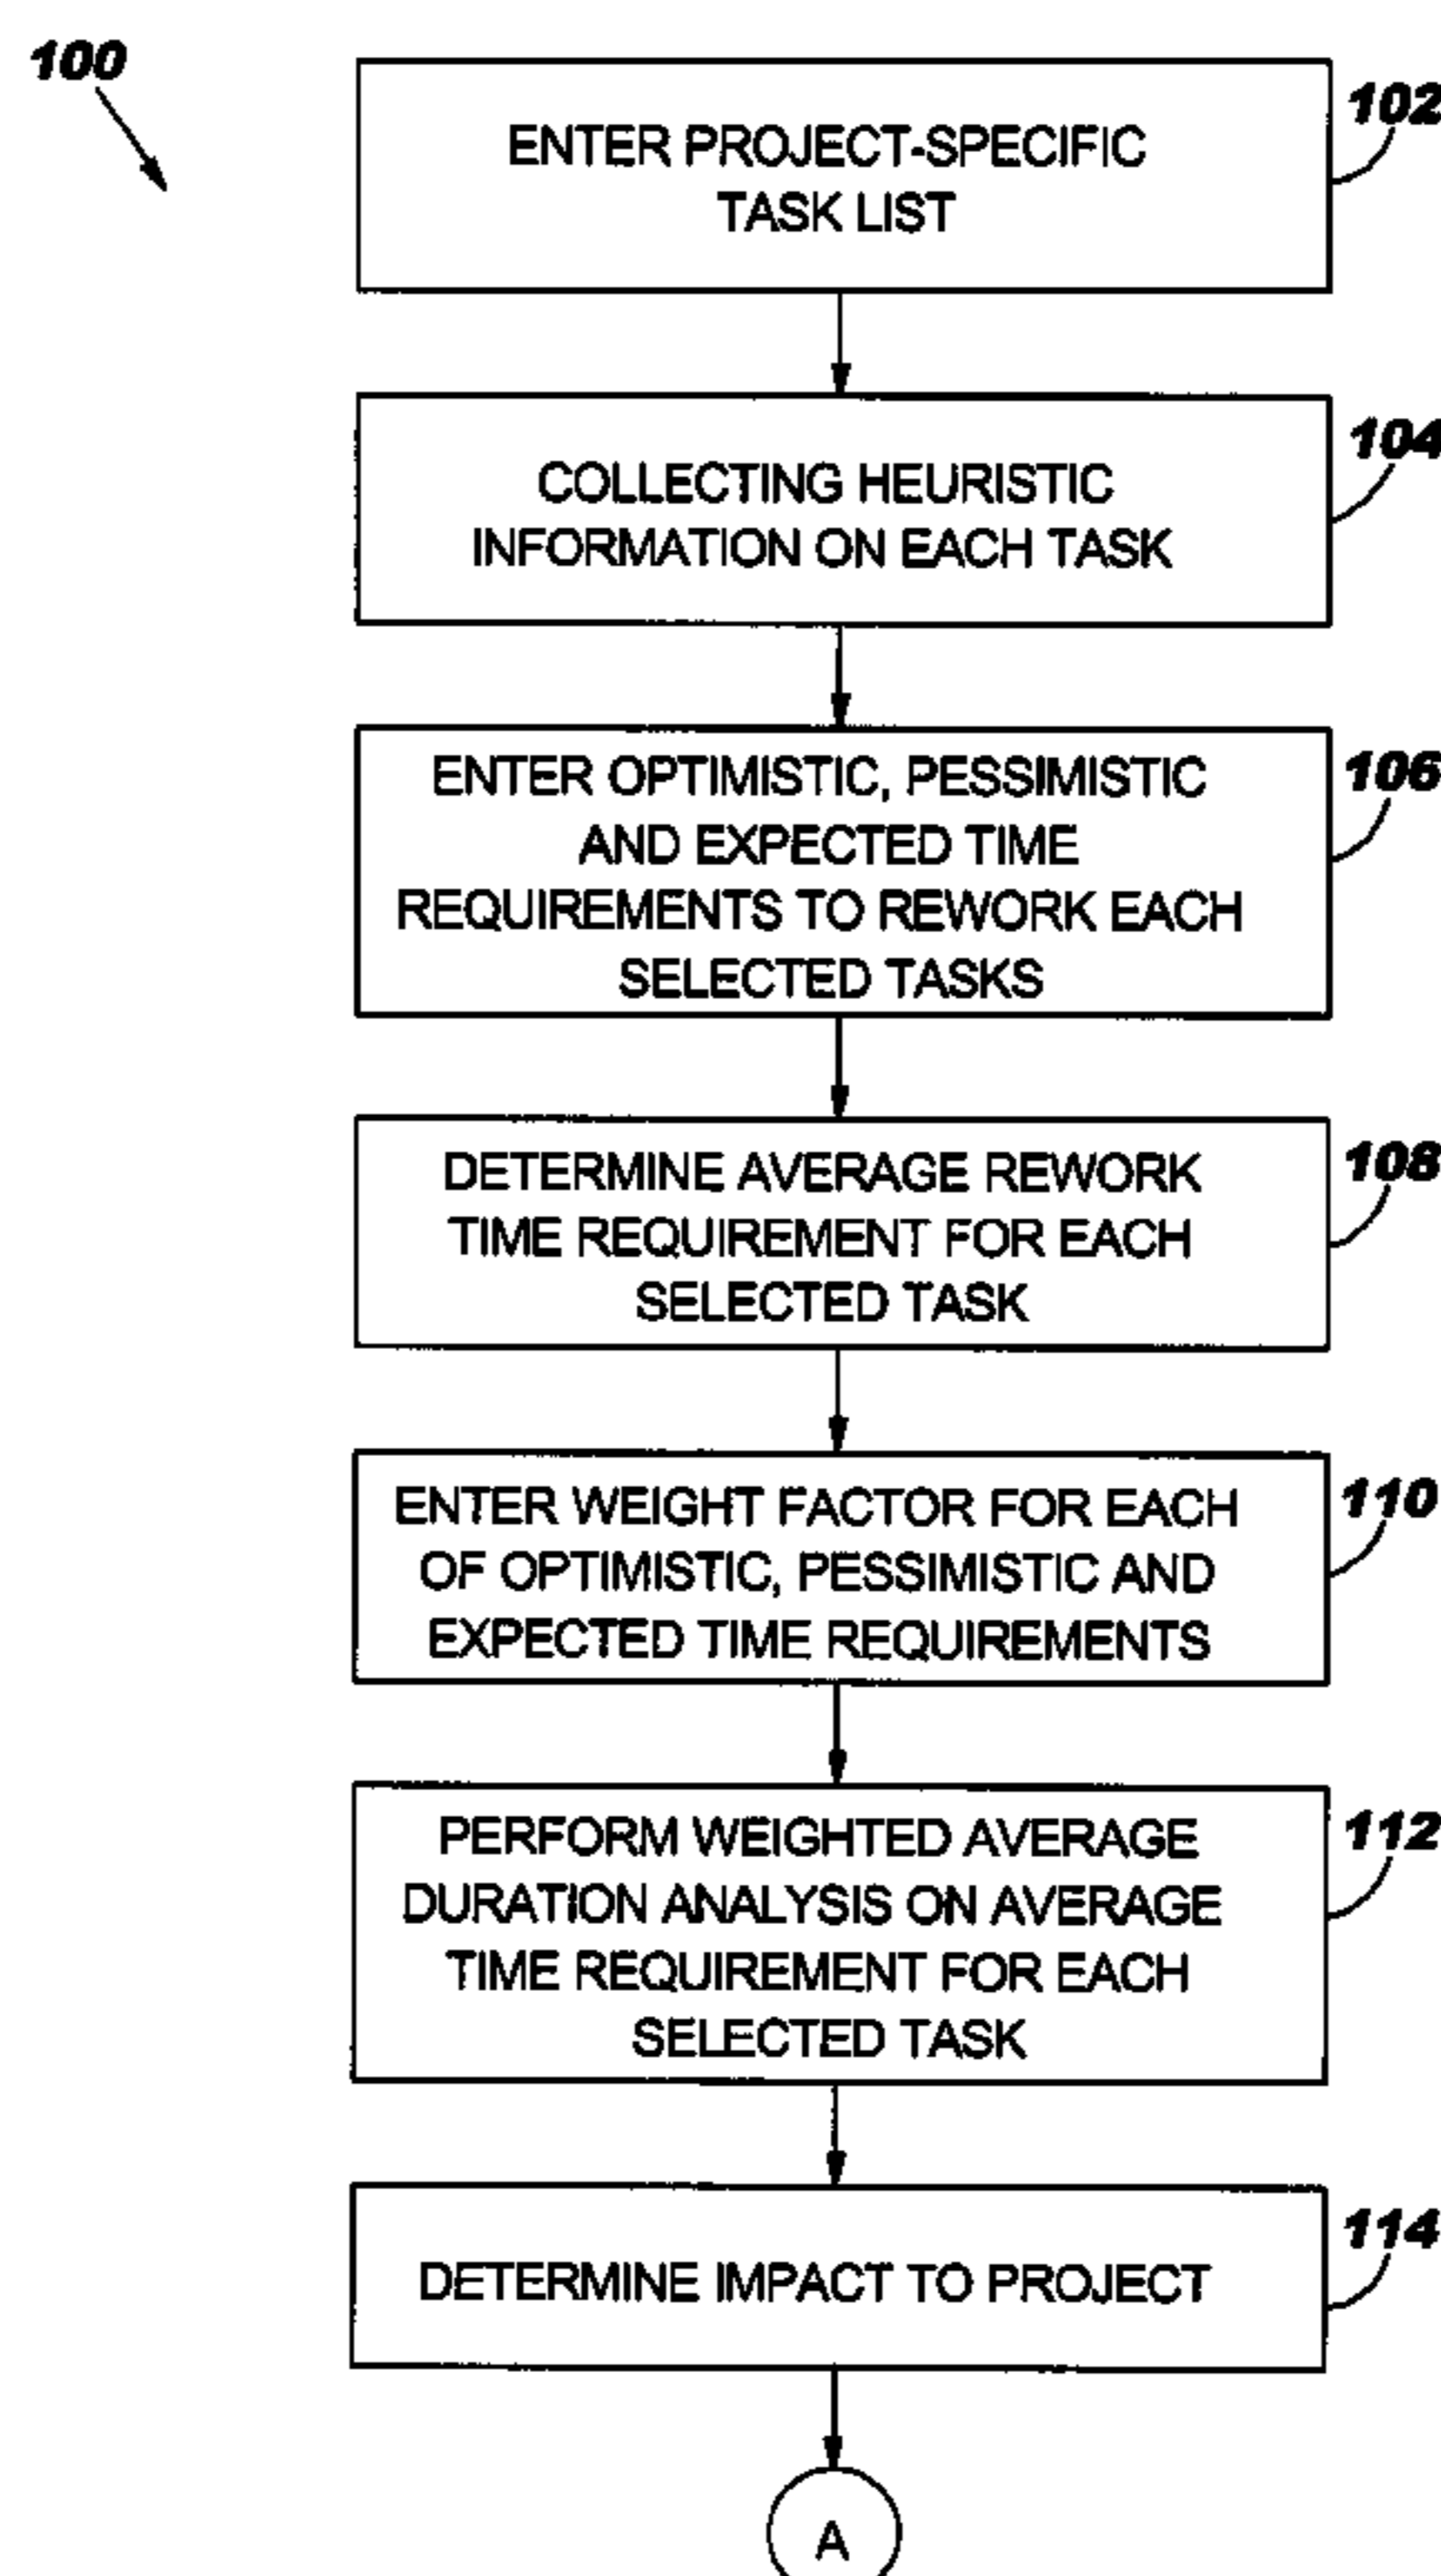 100
102
ENTER PROJECT-SPECIFIC
TASK LIST
104
COLLECTING HEURISTIC
INFORMATION ON EACH TASK
106
ENTER OPTIMISTIC, PESSIMISTIC
AND EXPECTED TIME
REQUIREMENTS TO REWORK EACH
SELECTED TASKS
108
DETERMINE AVERAGE REWORK
TIME REQUIREMENT FOR EACH
SELECTED TASK
110
ENTER WEIGHT FACTOR FOR EACH
OF OPTIMISTIC, PESSIMISTIC AND
EXPECTED TIME REQUIREMENTS
112
PERFORM WEIGHTED AVERAGE
DURATION ANALYSIS ON AVERAGE
TIME REQUIREMENT FOR EACH
SELECTED TASK
114
DETERMINE IMPACT TO PROJECT
A